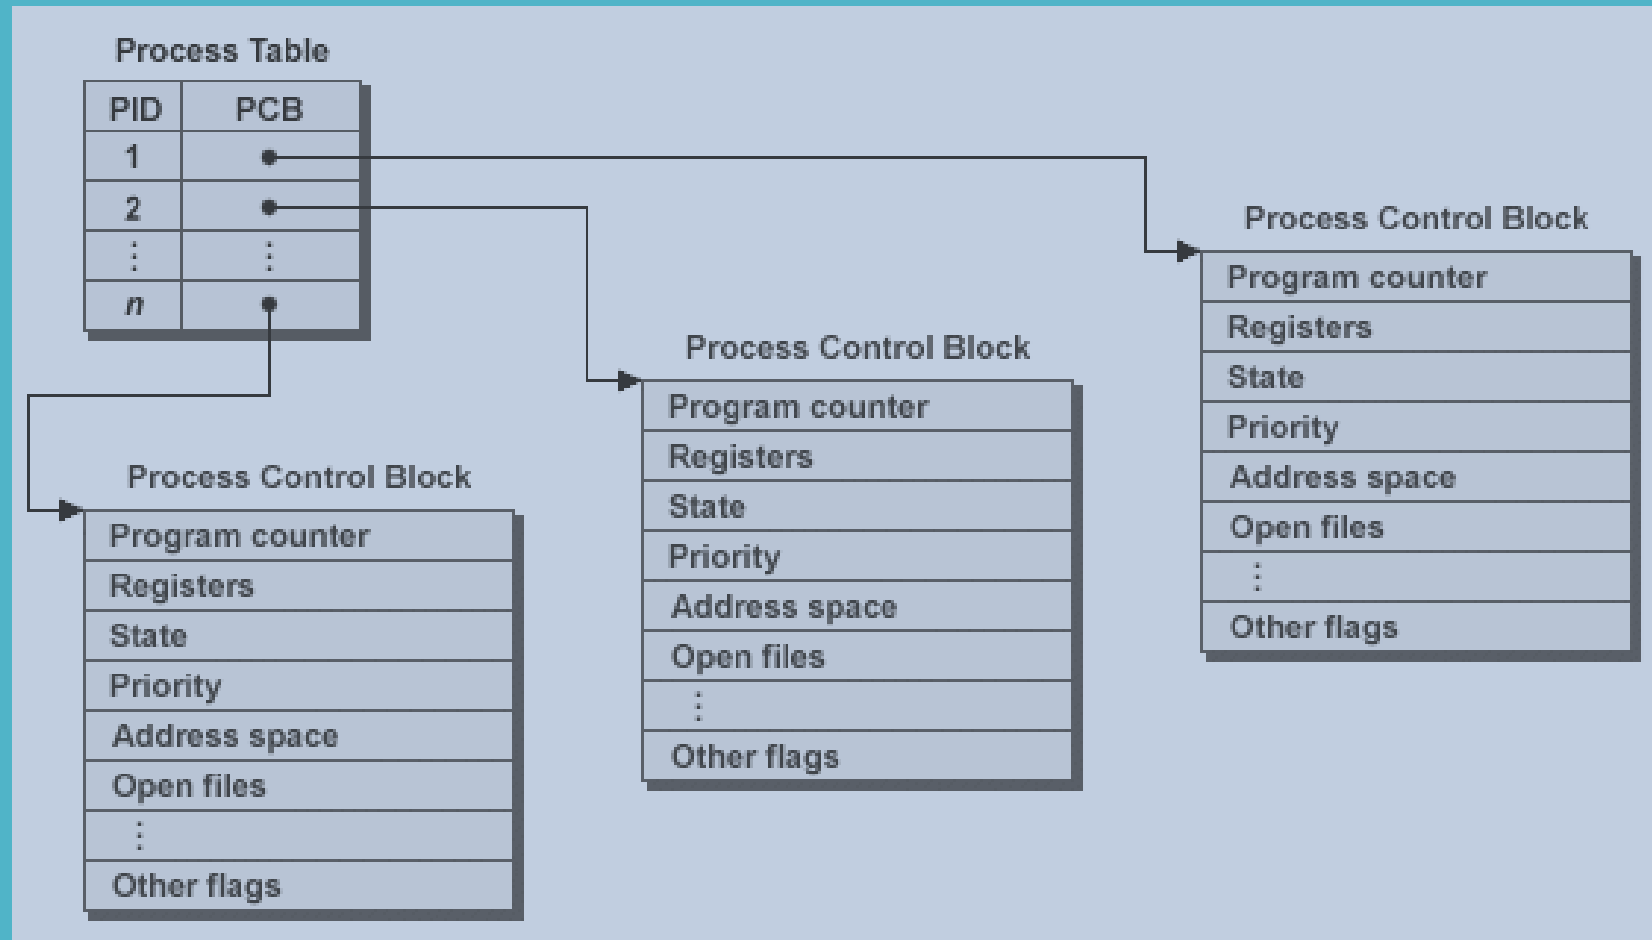 Process Table
PID PCB
1
2
⋮ ⋮
n
Process Control Block
Program counter
Registers
State
Priority
Address space
Open files
⋮
Other flags
Process Control Block
Program counter
Registers
State
Priority
Address space
Open files
⋮
Other flags
Process Control Block
Program counter
Registers
State
Priority
Address space
Open files
⋮
Other flags